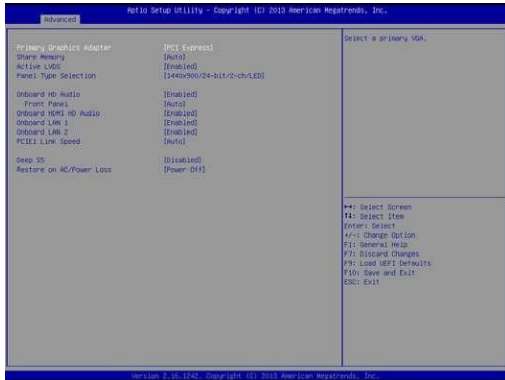 Aptio Setup Utility - Copyright (C) 2013 American Megatrends, Inc.
Advanced
Primary Graphics Adapter [PCI Express]
Share Memory [Auto]
Active LVDS [Enabled]
Panel Type Selection [1440x900/24-bit/2-ch/LED]
Onboard HD Audio [Enabled]
Front Panel [Auto]
Onboard HDMI HD Audio [Enabled]
Onboard LAN 1 [Enabled]
Onboard LAN 2 [Enabled]
PCIE1 Link Speed [Auto]
Deep S5 [Disabled]
Restore on AC/Power Loss [Power Off]
Select a primary VGA.
→←: Select Screen
↑↓: Select Item
Enter: Select
+/-: Change Option
F1: General Help
F7: Discard Changes
F9: Load UEFI Defaults
F10: Save and Exit
ESC: Exit
Version 2.16.1242. Copyright (C) 2013 American Megatrends, Inc.